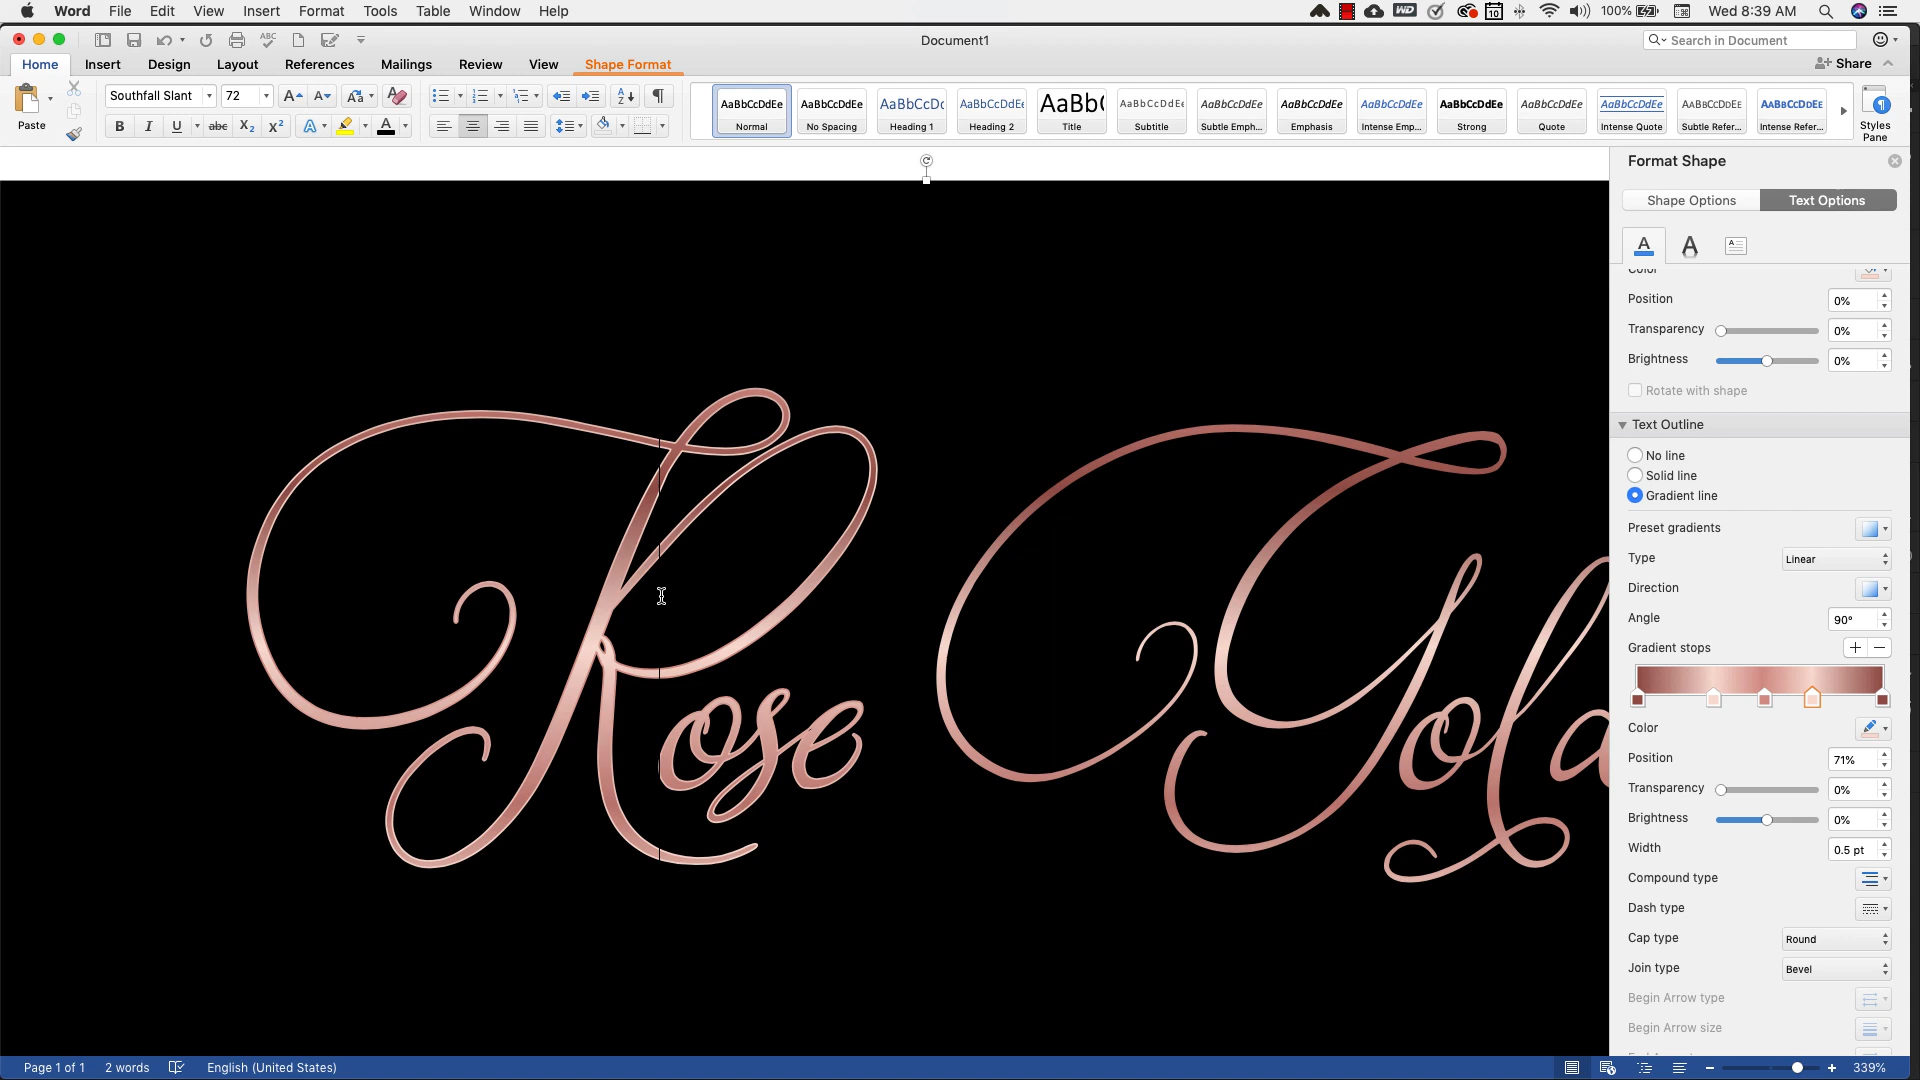 Word File Edit View Insert Format Tools Table Window Help WD 10 100% Wed 8:39 AM
Document1 Search in Document
Home Insert Design Layout References Mailings Review View Shape Format Share
Paste Southfall Slant 72
AaBbCcDdEe AaBbCcDdEe AaBbCcDc AaBbCcDdEe AaBb( AaBbCcDdEe AaBbCcDdEe AaBbCcDdEe AaBbCcDdEe AaBbCcDdEe AaBbCcDdEe AaBbCcDdEe AaBbCcDdEe AaBbCcDdEe
Normal No Spacing Heading 1 Heading 2 Title Subtitle Subtle Emph... Emphasis Intense Emp... Strong Quote Intense Quote Subtle Refer... Intense Refer...
Styles Pane
Format Shape
Shape Options Text Options
Color
Position 0%
Transparency 0%
Brightness 0%
Rotate with shape
Text Outline
No line
Solid line
Gradient line
Preset gradients
Type Linear
Direction
Angle 90°
Gradient stops
Color
Position 71%
Transparency 0%
Brightness 0%
Width 0.5 pt
Compound type
Dash type
Cap type Round
Join type Bevel
Begin Arrow type
Begin Arrow size
Rose Gold
Page 1 of 1 2 words English (United States) 339%